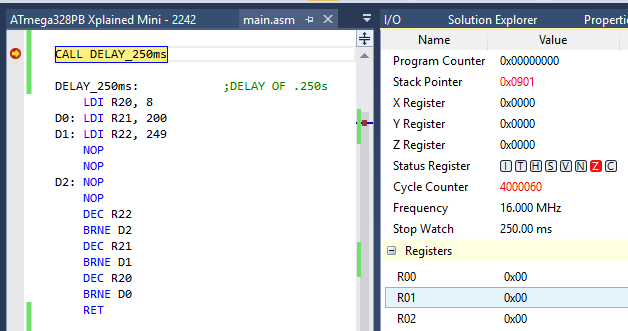 ATmega328PB Xplained Mini - 2242 main.asm
CALL DELAY_250ms
DELAY_250ms: ;DELAY OF .250s
LDI R20, 8
D0: LDI R21, 200
D1: LDI R22, 249
NOP
NOP
D2: NOP
NOP
DEC R22
BRNE D2
DEC R21
BRNE D1
DEC R20
BRNE D0
RET
I/O Solution Explorer Properti
Name Value
Program Counter 0x00000000
Stack Pointer 0x0901
X Register 0x0000
Y Register 0x0000
Z Register 0x0000
Status Register I T H S V N Z C
Cycle Counter 4000060
Frequency 16.000 MHz
Stop Watch 250.00 ms
Registers
R00 0x00
R01 0x00
R02 0x00